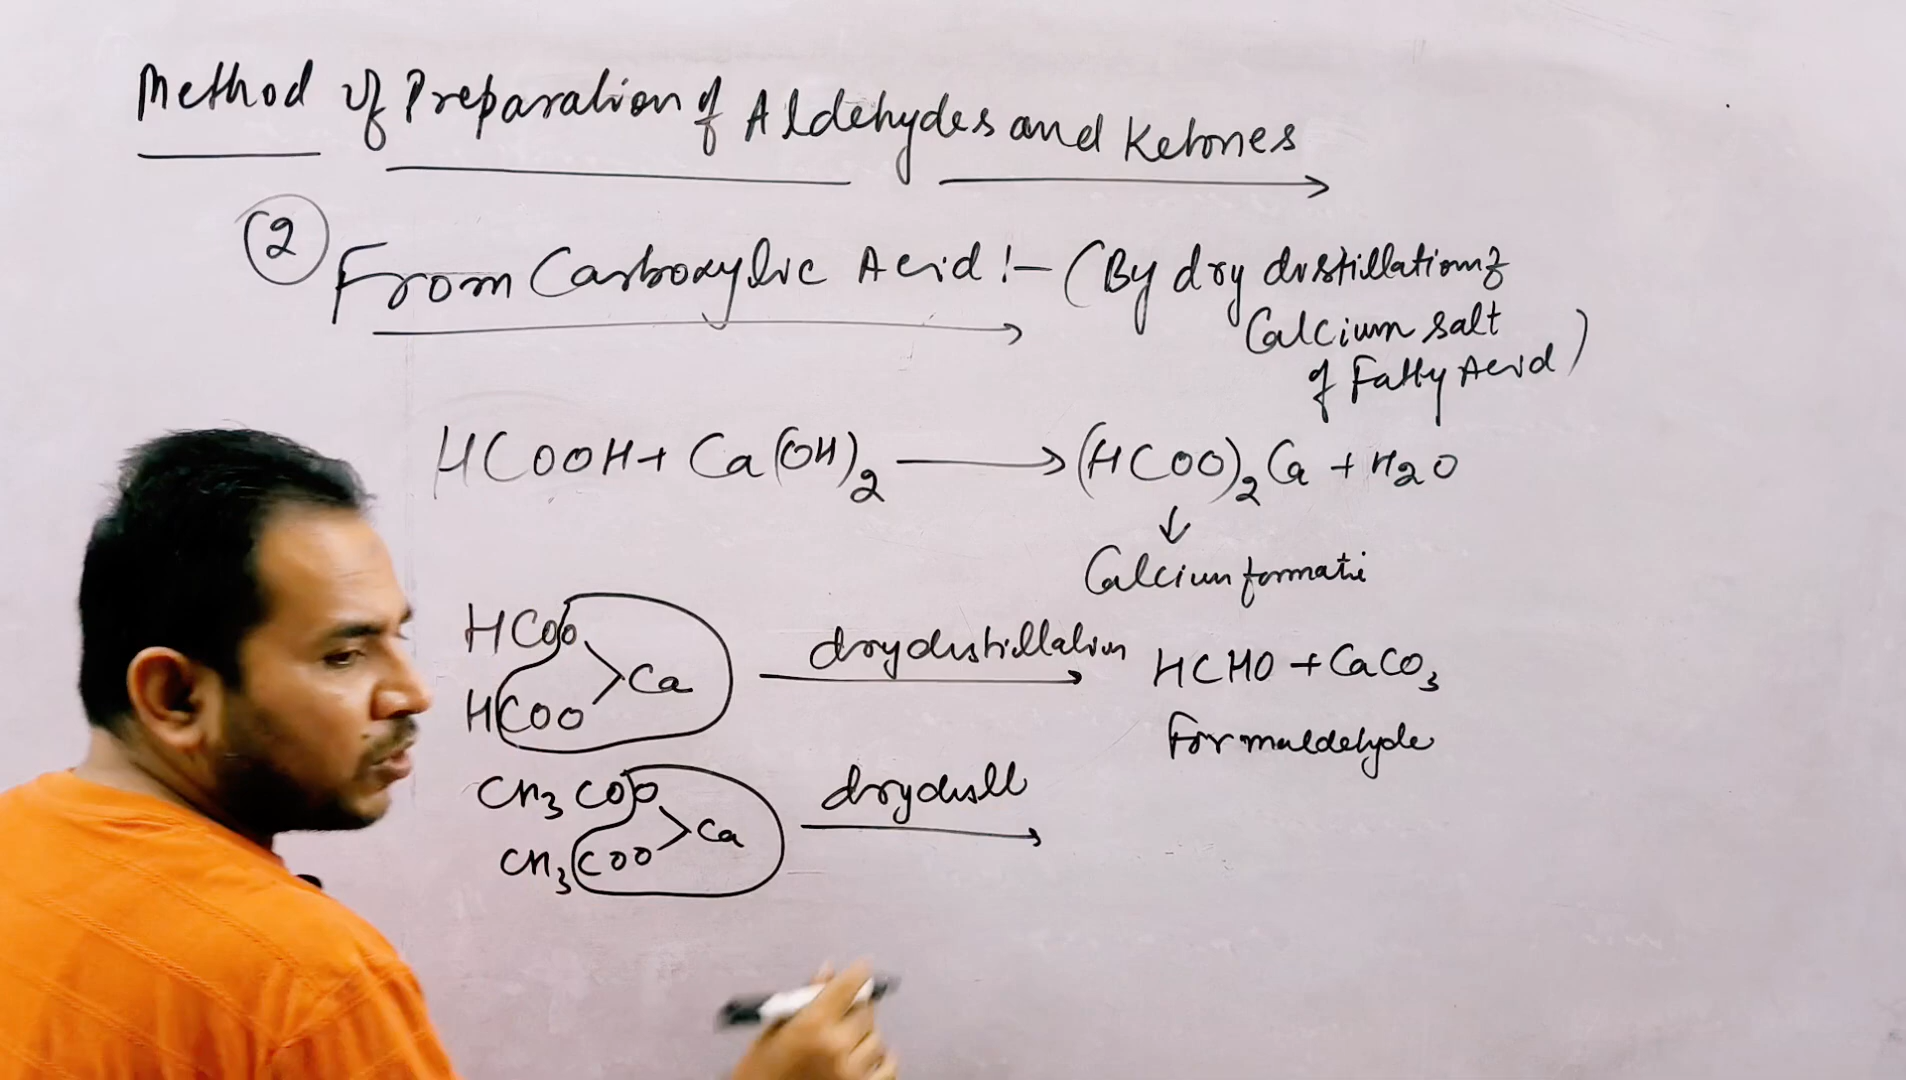 Method of Preparation of Aldehydes and Ketones
② From Carboxylic Acid :- (By dry distillation of
Calcium salt
of Fatty Acid)
HCOOH + Ca(OH)₂ ⟶ (HCOO)₂Ca + H₂O
↓
Calcium formate
HCOO
>Ca dry distillation ⟶ HCHO + CaCO₃
HCOO
Formaldehyde
CH₃COO
>Ca dry distill ⟶
CH₃COO